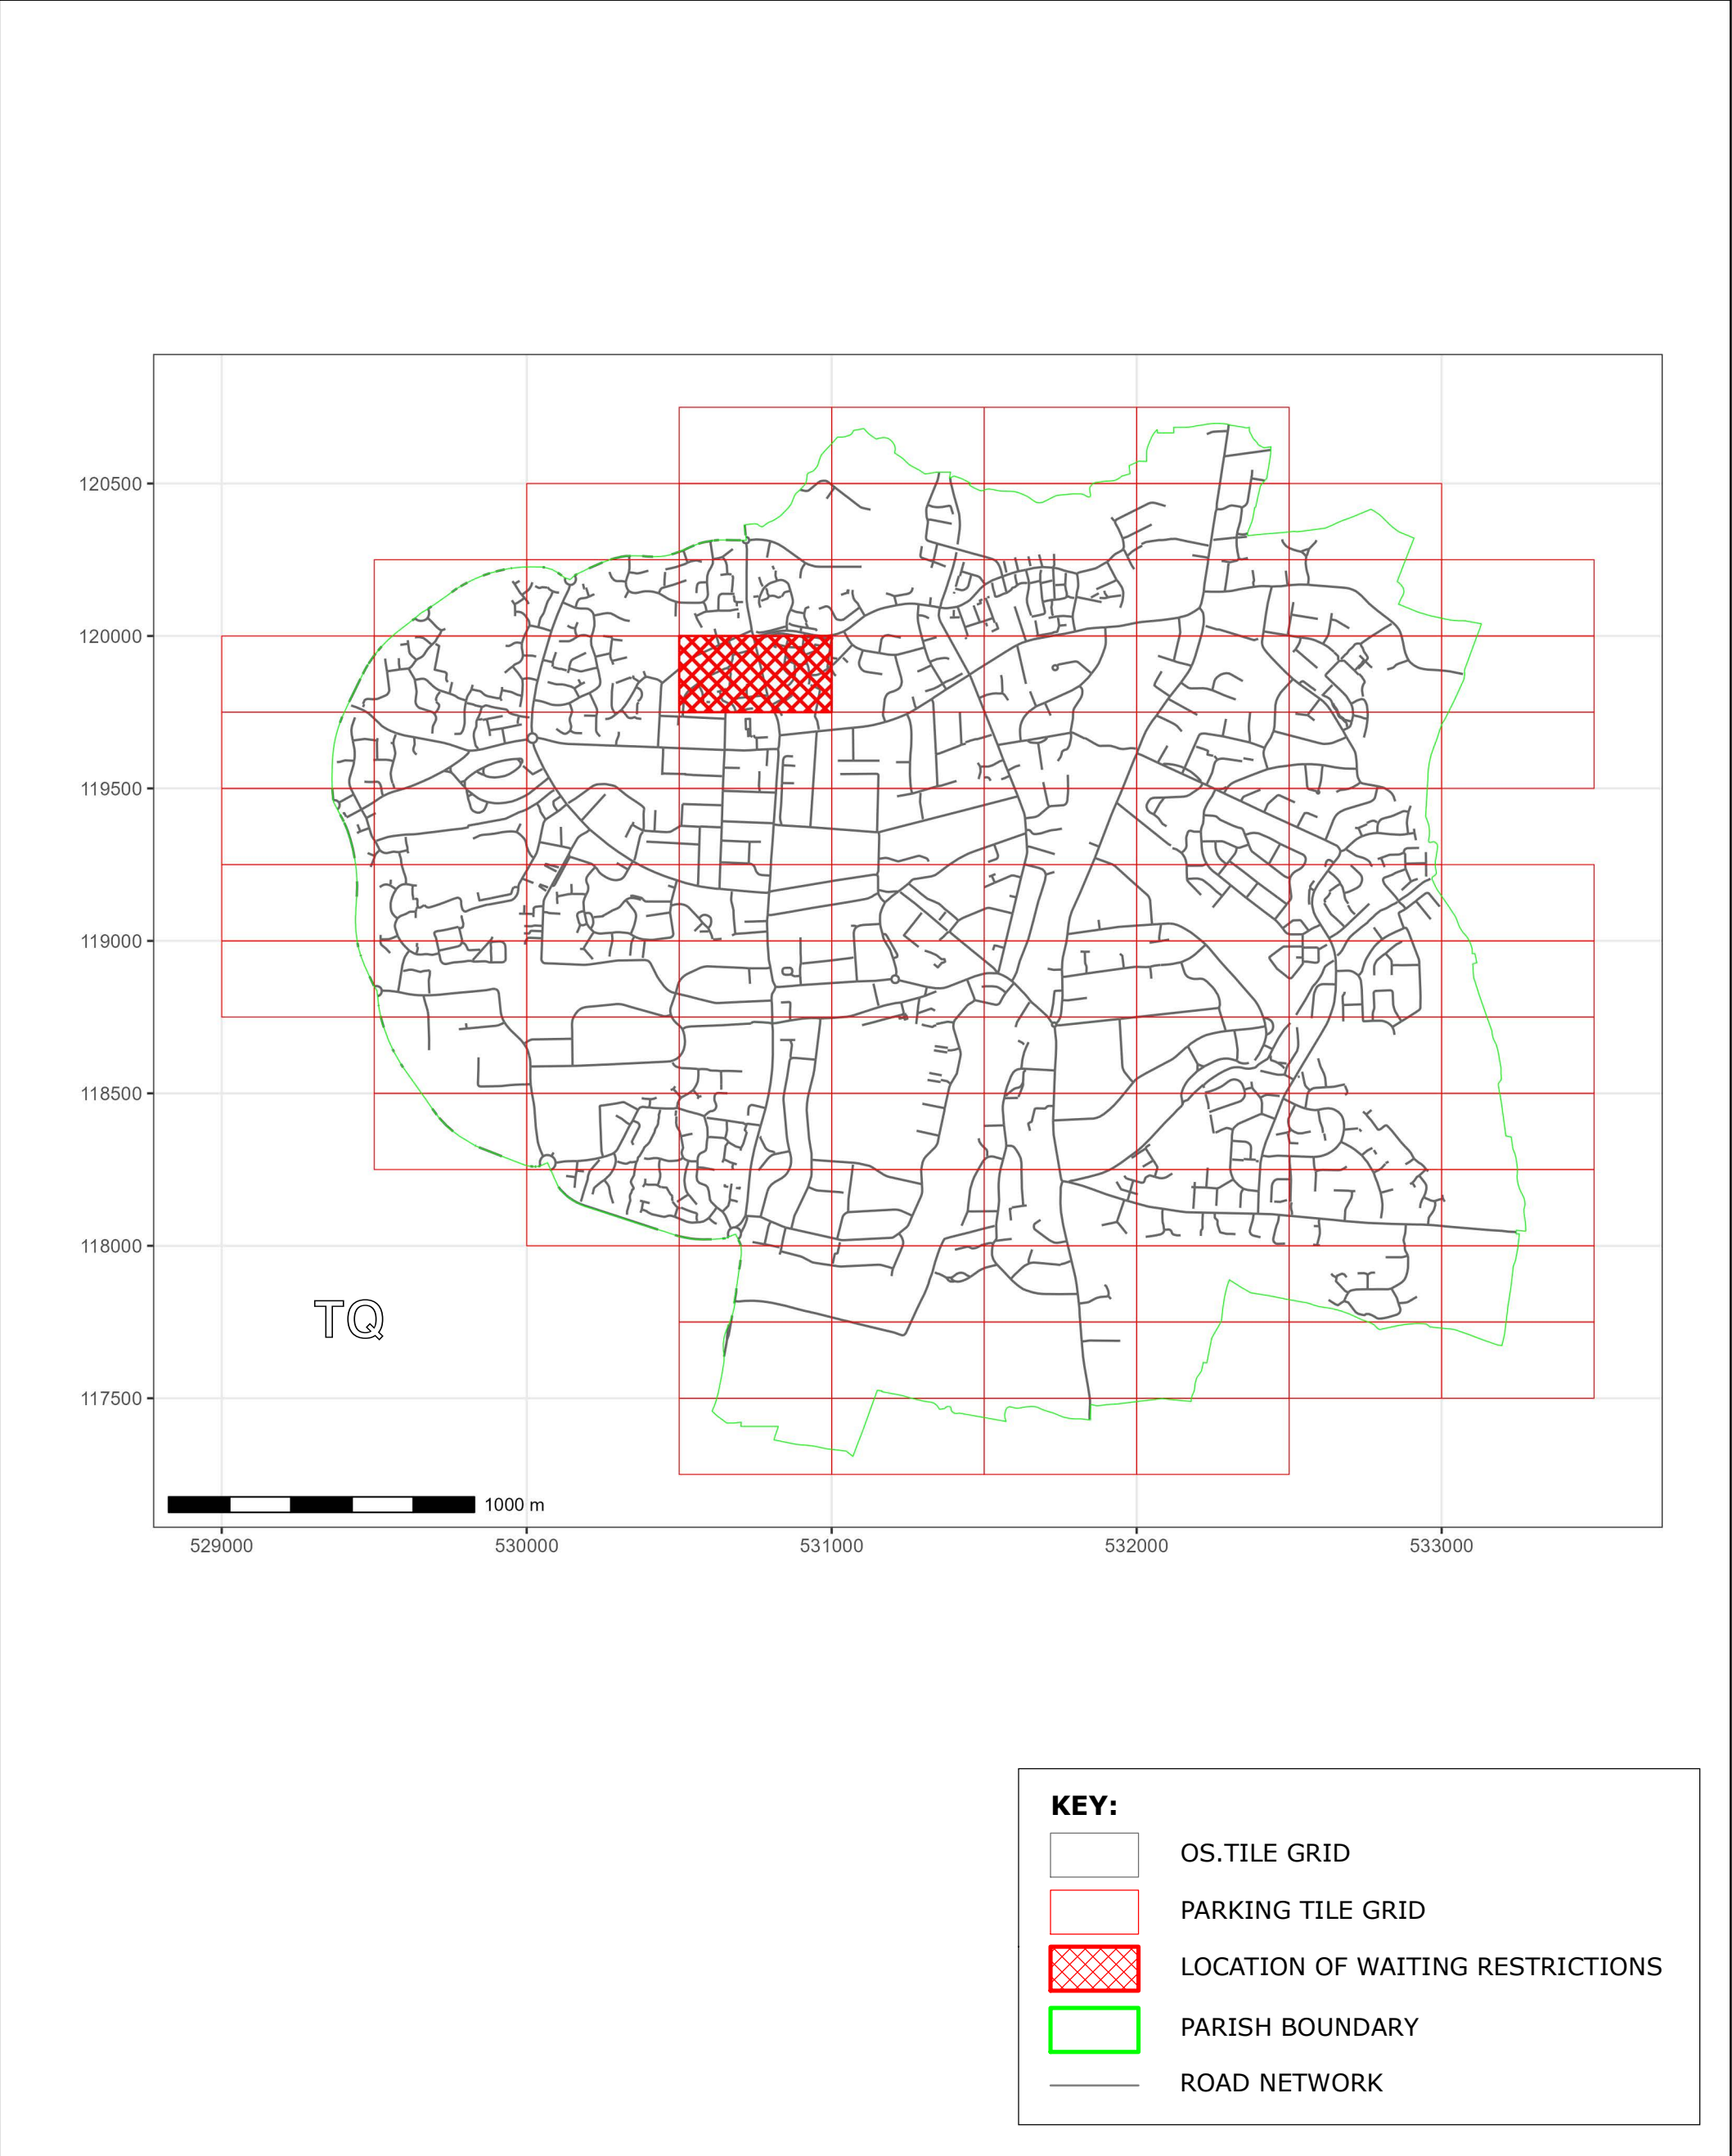 120500
120000
119500
119000
118500
118000
117500
TQ
1000 m
529000 530000 531000 532000 533000
KEY:
OS.TILE GRID
PARKING TILE GRID
LOCATION OF WAITING RESTRICTIONS
PARISH BOUNDARY
ROAD NETWORK